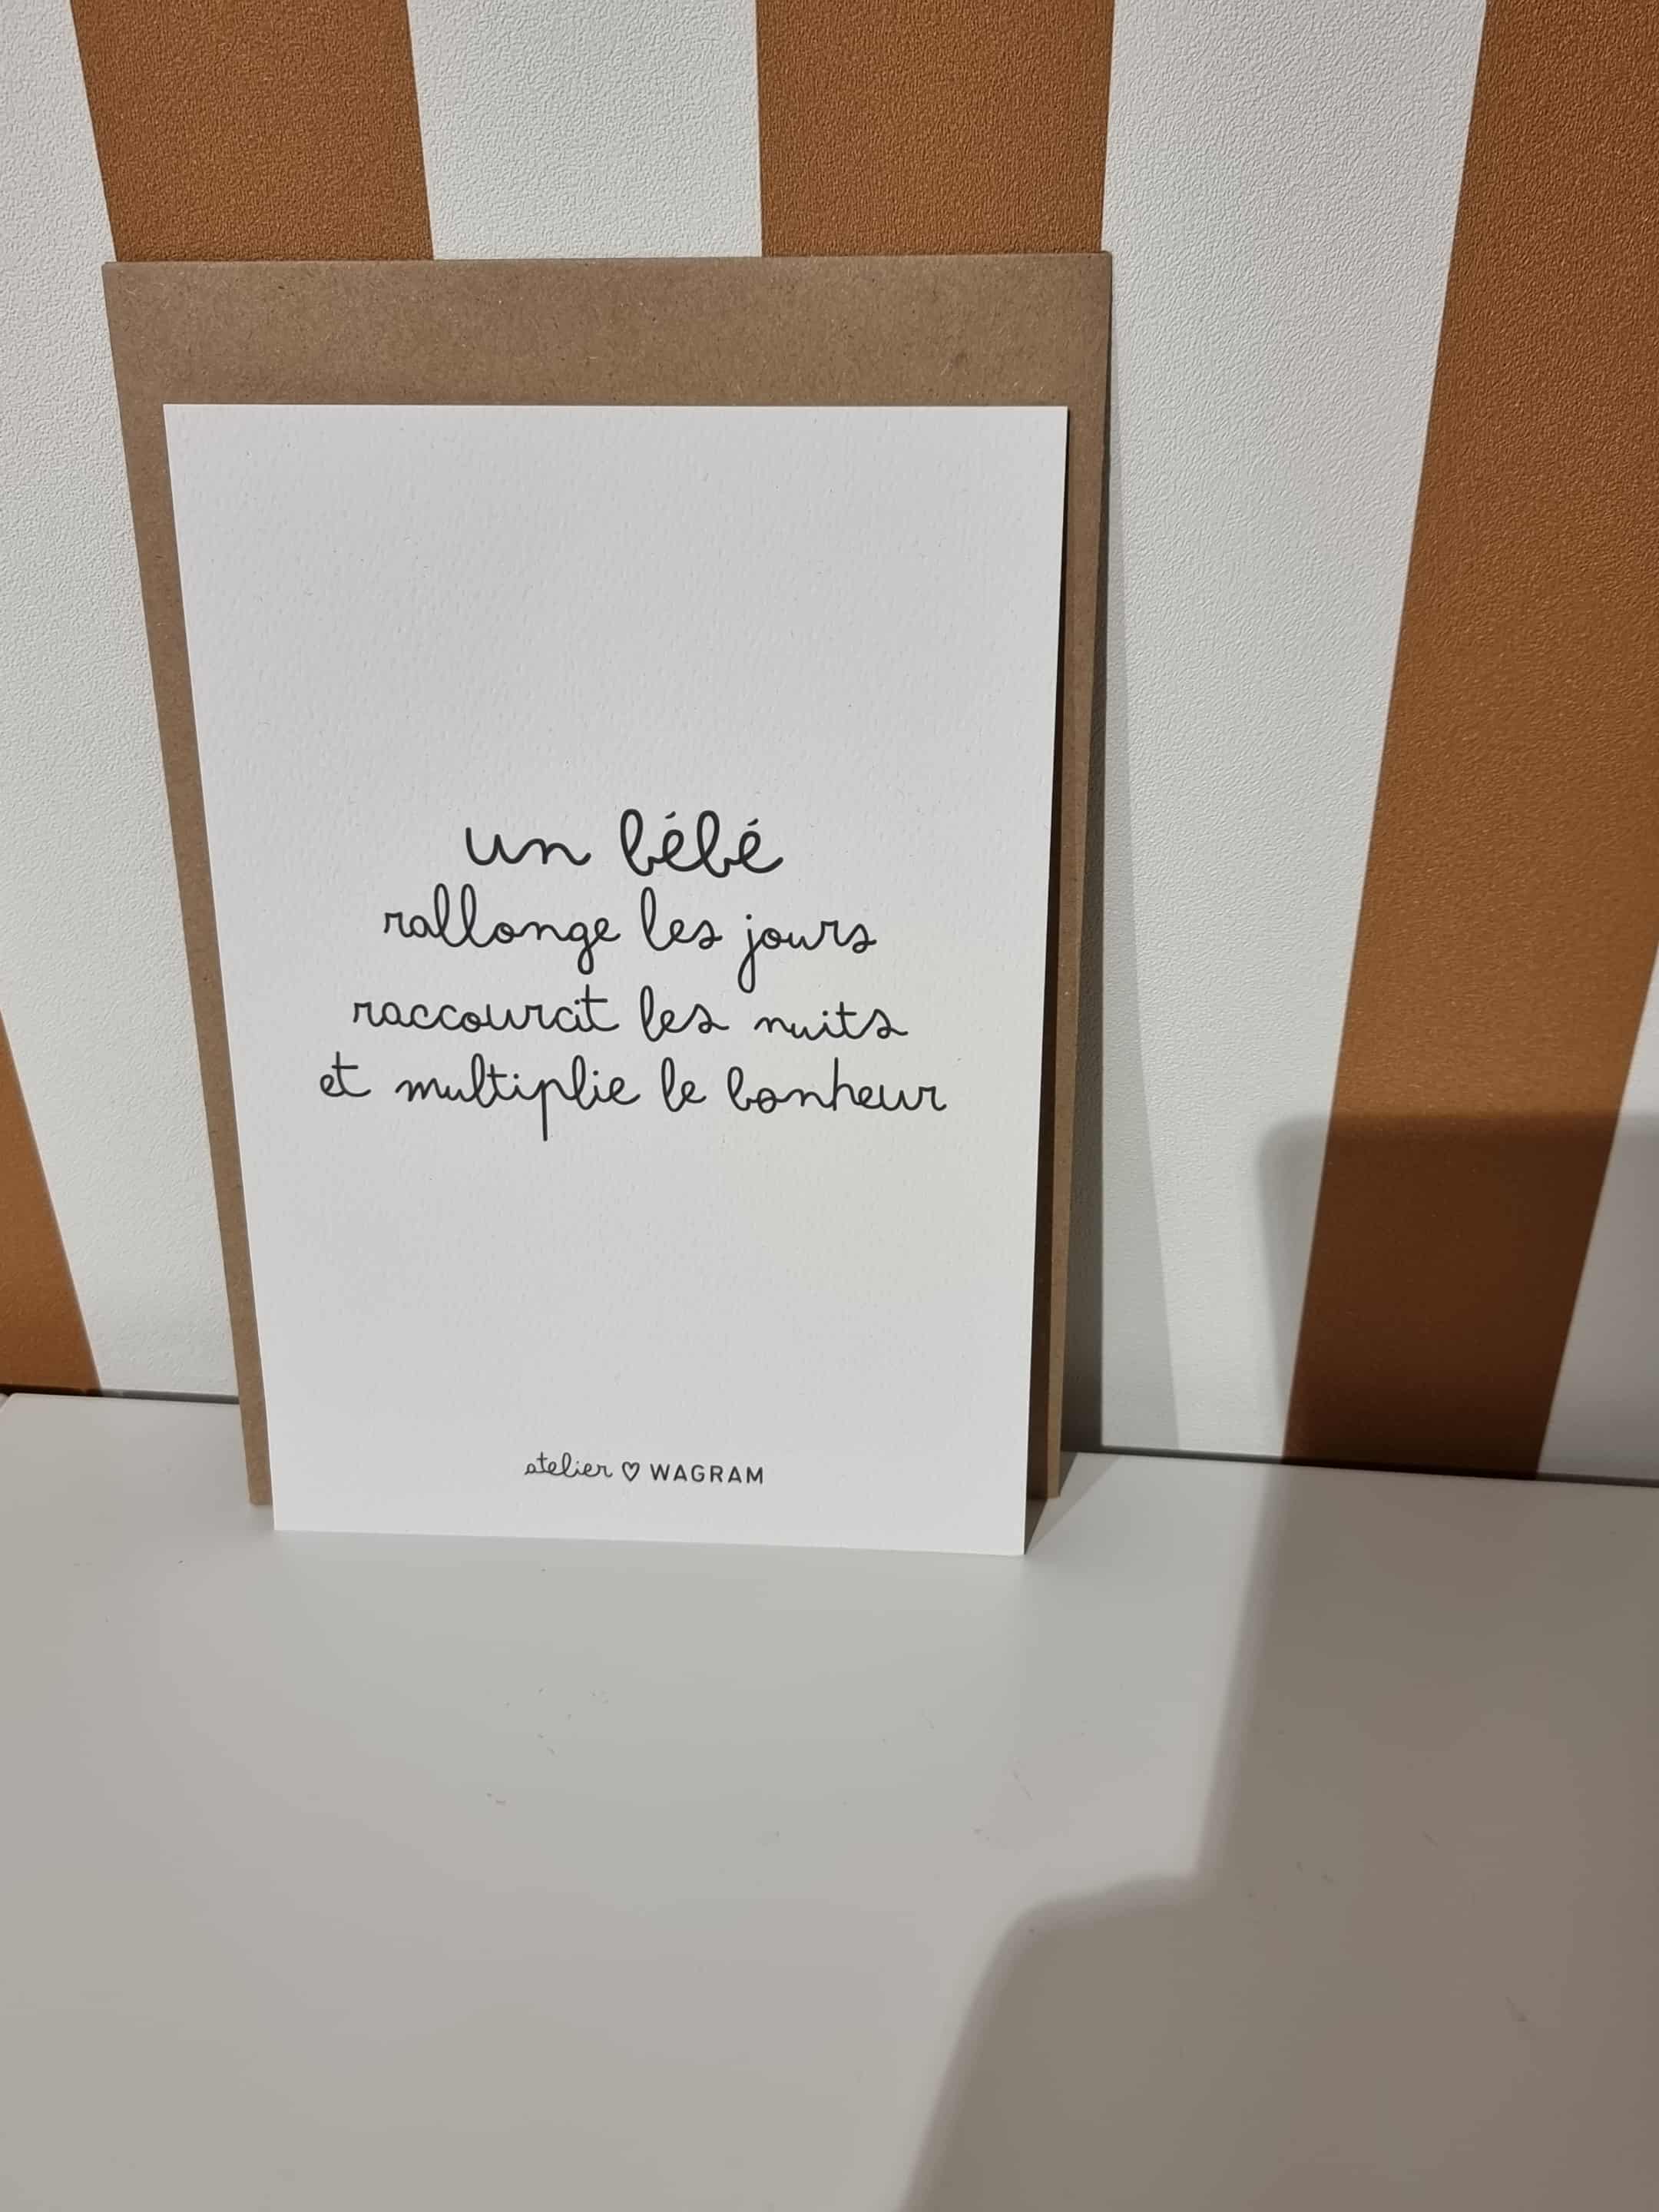 un bébé
rallonge les jours
raccourcit les nuits
et multiplie le bonheur
atelier ♡ WAGRAM